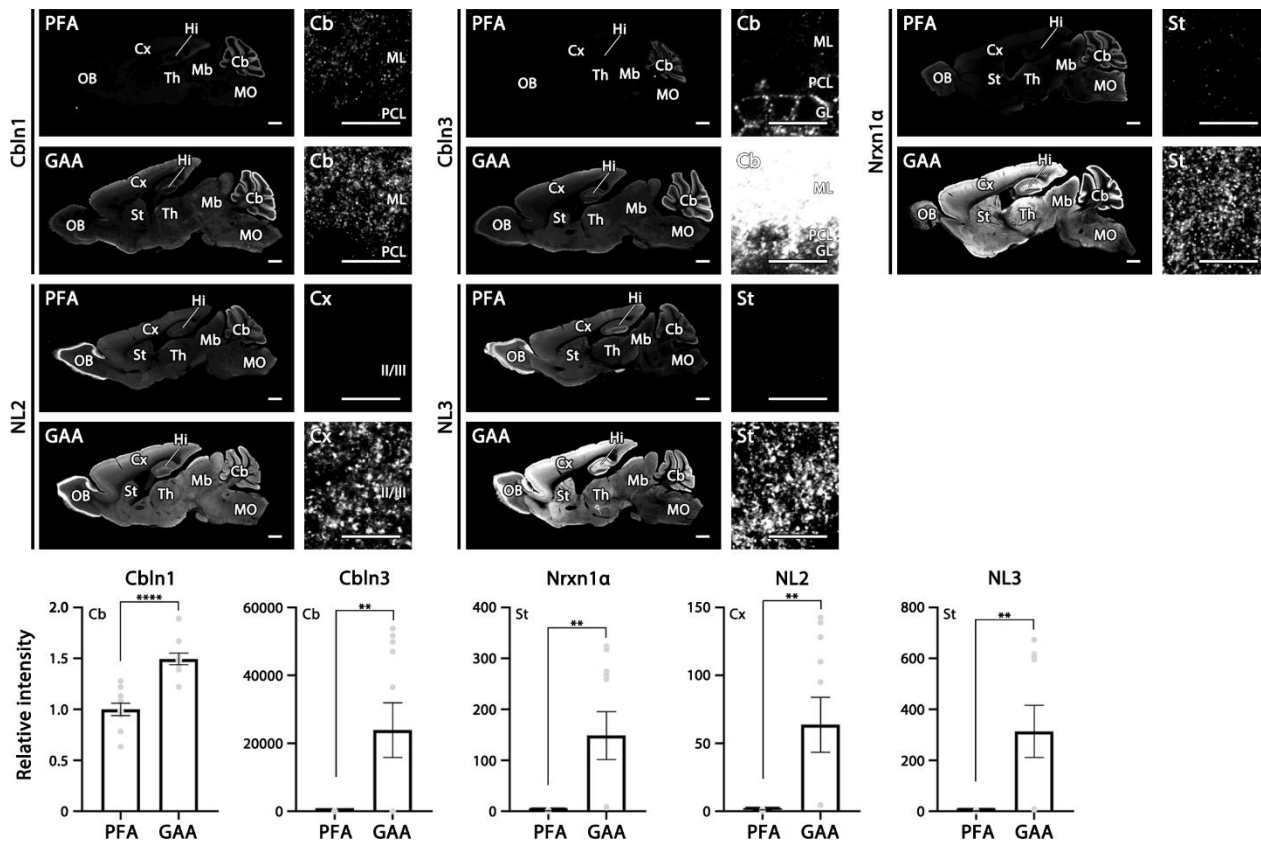 Cbln1
PFA
OB
Cx
Hi
Th
Mb
Cb
MO
Cb
ML
PCL
GAA
OB
Cx
Hi
St
Th
Mb
Cb
MO
Cb
ML
PCL
Cbln3
PFA
OB
Cx
Hi
Th
Mb
Cb
MO
Cb
ML
PCL
GL
GAA
OB
Cx
Hi
St
Th
Mb
Cb
MO
Cb
ML
PCL
GL
Nrxn1α
PFA
OB
Cx
Hi
St
Th
Mb
Cb
MO
St
GAA
OB
Cx
Hi
St
Th
Mb
Cb
MO
St
NL2
PFA
OB
Cx
Hi
St
Th
Mb
Cb
MO
Cx
II/III
GAA
OB
Cx
Hi
St
Th
Mb
Cb
MO
Cx
II/III
NL3
PFA
OB
Cx
Hi
St
Th
Mb
Cb
MO
St
GAA
OB
Cx
Hi
St
Th
Mb
Cb
MO
St
Relative intensity
Cbln1
Cb
****
2.0
1.5
1.0
0.5
0
PFA GAA
Cbln3
Cb
**
60000
40000
20000
0
PFA GAA
Nrxn1α
St
**
400
300
200
100
0
PFA GAA
NL2
Cx
**
150
100
50
0
PFA GAA
NL3
St
**
800
600
400
200
0
PFA GAA